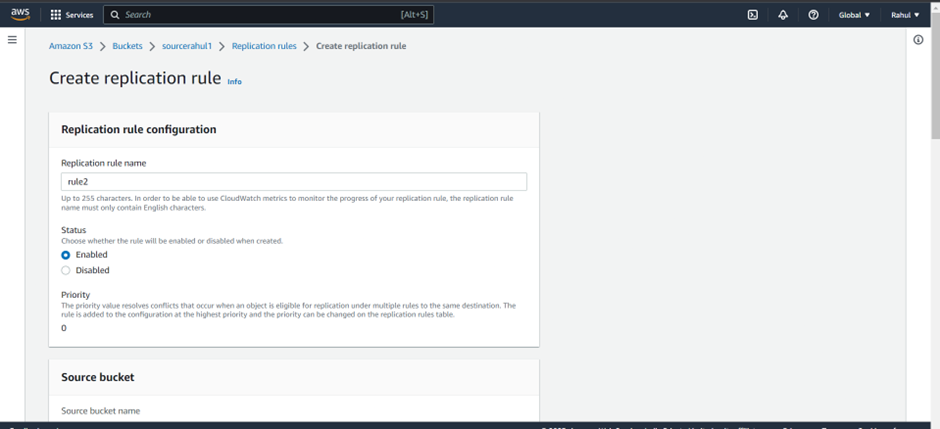 aws Services Search [Alt+S] Global ▼ Rahul ▼
Amazon S3 > Buckets > sourcerahul1 > Replication rules > Create replication rule
Create replication rule Info
Replication rule configuration
Replication rule name
rule2
Up to 255 characters. In order to be able to use CloudWatch metrics to monitor the progress of your replication rule, the replication rule
name must only contain English characters.
Status
Choose whether the rule will be enabled or disabled when created.
Enabled
Disabled
Priority
The priority value resolves conflicts that occur when an object is eligible for replication under multiple rules to the same destination. The
rule is added to the configuration at the highest priority and the priority can be changed on the replication rules table.
0
Source bucket
Source bucket name